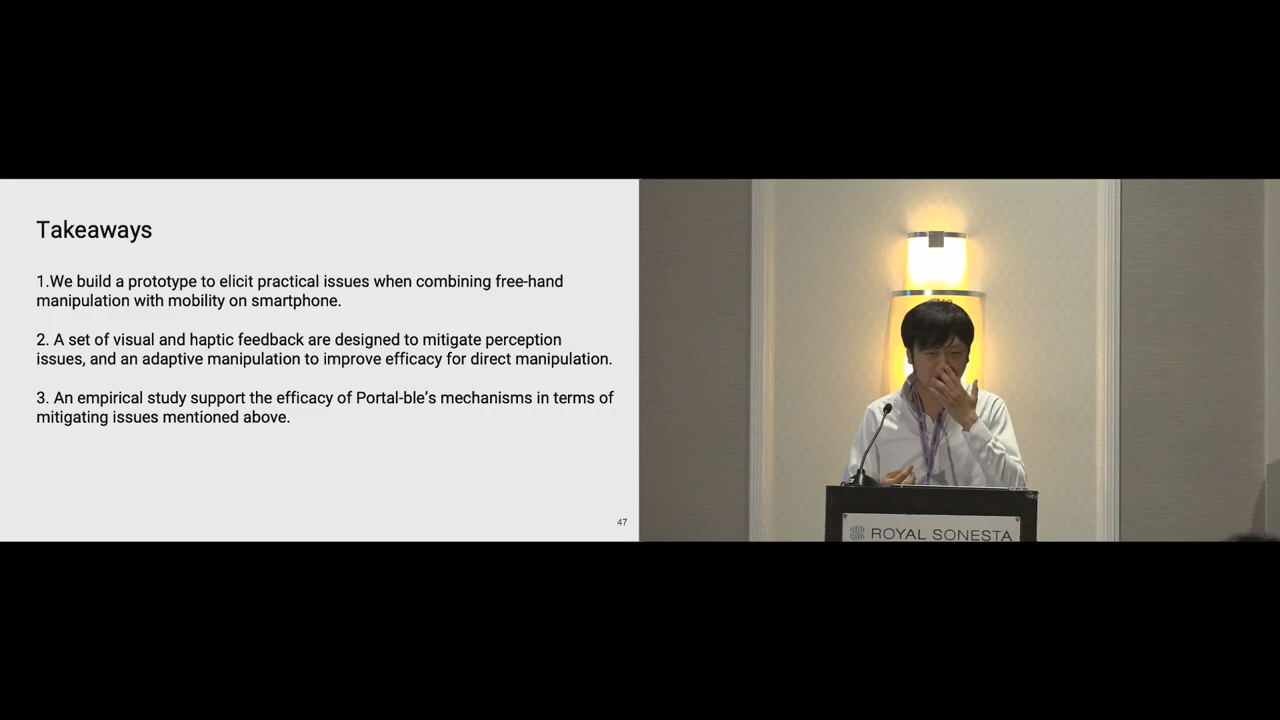 Takeaways
1.We build a prototype to elicit practical issues when combining free-hand
manipulation with mobility on smartphone.
2. A set of visual and haptic feedback are designed to mitigate perception
issues, and an adaptive manipulation to improve efficacy for direct manipulation.
3. An empirical study support the efficacy of Portal-ble’s mechanisms in terms of
mitigating issues mentioned above.
47
ROYAL SONESTA